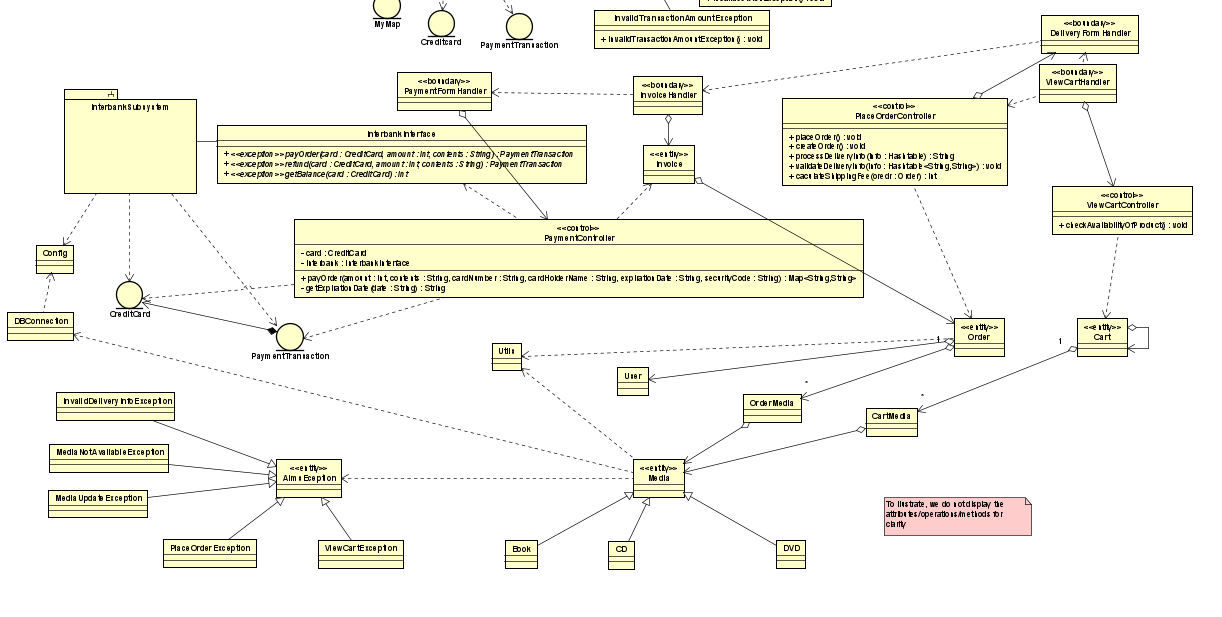 MyMap
Creditcard
PaymentTransaction
InvalidTransactionAmountException
+ InvalidTransactionAmountException() : void
<<boundary>>
Delivery Form Handler
<<boundary>>
ViewCartHandler
<<boundary>>
PaymentFormHandler
<<boundary>>
Invoice Handler
<<control>>
PlaceOrderController
+ placeOrder() : void
+ createOrder() : void
+ processDeliveryInfo(info : Hashtable) : String
+ validateDeliveryInfo(info : Hashtable<String,String>) : void
+ caculateShippingFee(oredr : Order) : int
InterbankSubsystem
InterbankInterface
+ <<exception>> payOrder(card : CreditCard, amount : int, contents : String) : PaymentTransaction
+ <<exception>> refund(card : CreditCard, amount : int, contents : String) : PaymentTransaction
+ <<exception>> getBalance(card : CreditCard) : int
<<entity>>
Invoice
<<control>>
ViewCartController
+ checkAvailabilityOfProduct() : void
<<control>>
PaymentController
- card : CreditCard
- interbank : InterbankInterface
+ payOrder(amount : int, contents : String, cardNumber : String, cardHolderName : String, expirationDate : String, securityCode : String) : Map<String,String>
- getExpirationDate(date : String) : String
Config
CreditCard
DBConnection
PaymentTransaction
Utils
User
<<entity>>
Order
1
<<entity>>
Cart
1
*
*
OrderMedia
CartMedia
InvalidDeliveryInfoException
MediaNotAvailableException
MediaUpdateException
<<entity>>
AimsException
<<entity>>
Media
PlaceOrderException
ViewCartException
Book
CD
DVD
To ilustrate, we do not display the
attributes/operations/methods for
clarity